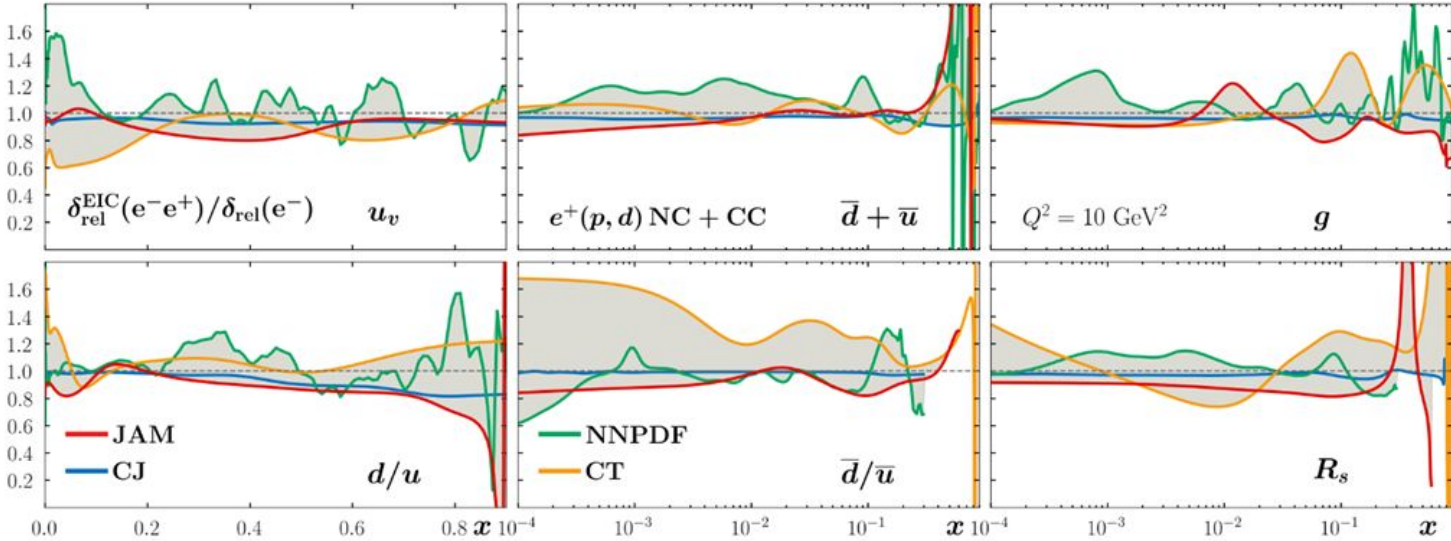 1.6
1.4
1.2
1.0
0.8
0.6
0.4
0.2
δ_rel^EIC(e⁻e⁺)/δ_rel(e⁻) u_v
e⁺(p, d) NC + CC d̅ + u̅
Q² = 10 GeV² g
1.6
1.4
1.2
1.0
0.8
0.6
0.4
0.2
JAM
CJ
d/u
NNPDF
CT
d̅/u̅
R_s
0.0 0.2 0.4 0.6 0.8 x
10⁻⁴ 10⁻³ 10⁻² 10⁻¹ x
10⁻⁴ 10⁻³ 10⁻² 10⁻¹ x